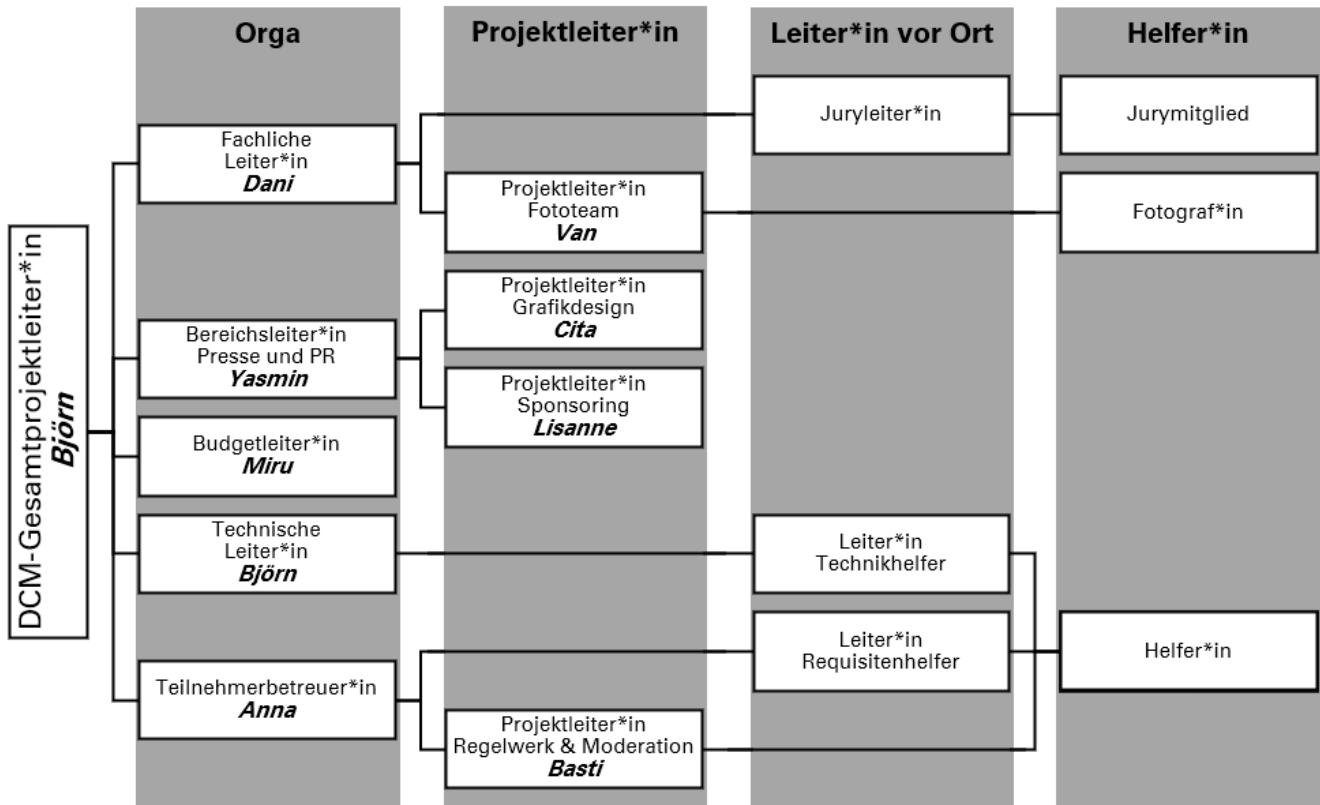 Orga
Projektleiter*in
Leiter*in vor Ort
Helfer*in
DCM-Gesamtprojektleiter*in
Björn
Fachliche
Leiter*in
Dani
Bereichsleiter*in
Presse und PR
Yasmin
Budgetleiter*in
Miru
Technische
Leiter*in
Björn
Teilnehmerbetreuer*in
Anna
Projektleiter*in
Fototeam
Van
Projektleiter*in
Grafikdesign
Cita
Projektleiter*in
Sponsoring
Lisanne
Projektleiter*in
Regelwerk & Moderation
Basti
Juryleiter*in
Leiter*in
Technikhelfer
Leiter*in
Requisitenhelfer
Jurymitglied
Fotograf*in
Helfer*in